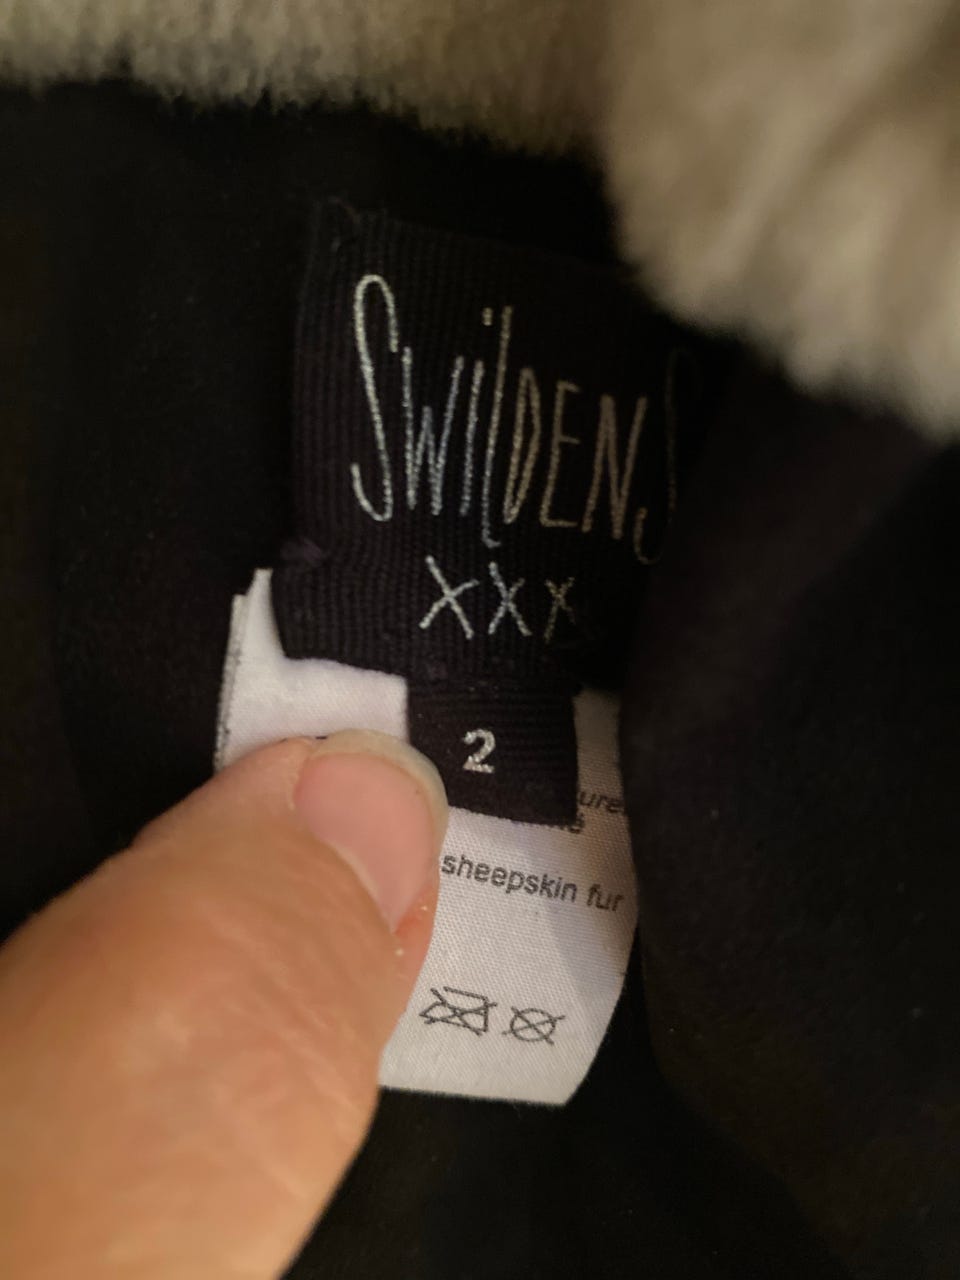 SwilDENS
XXX
2
sheepskin fur